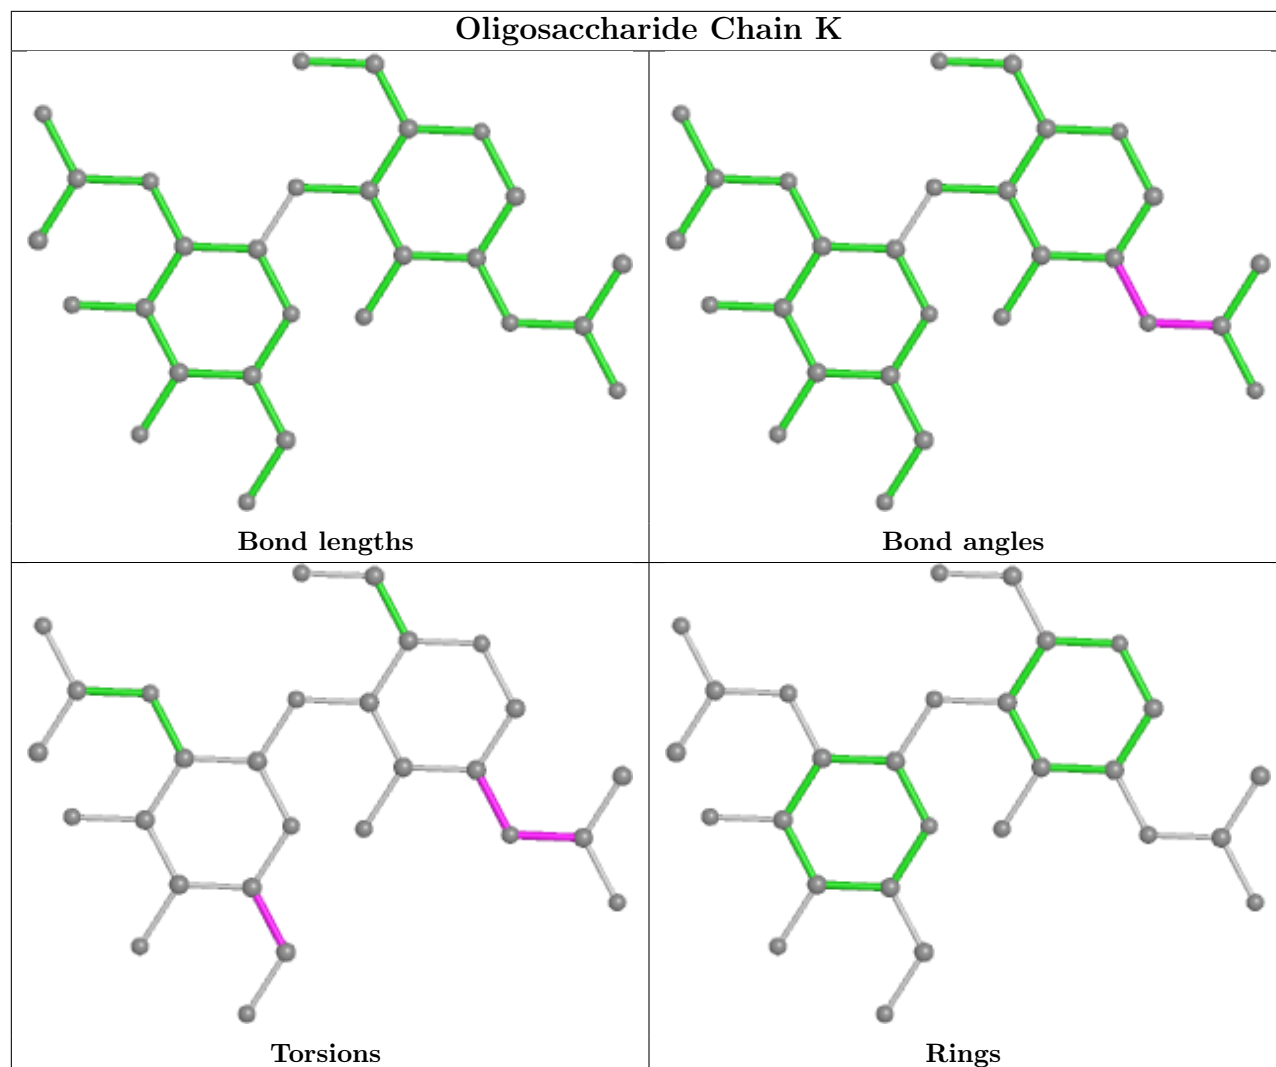 Oligosaccharide Chain K
Bond lengths
Bond angles
Torsions
Rings